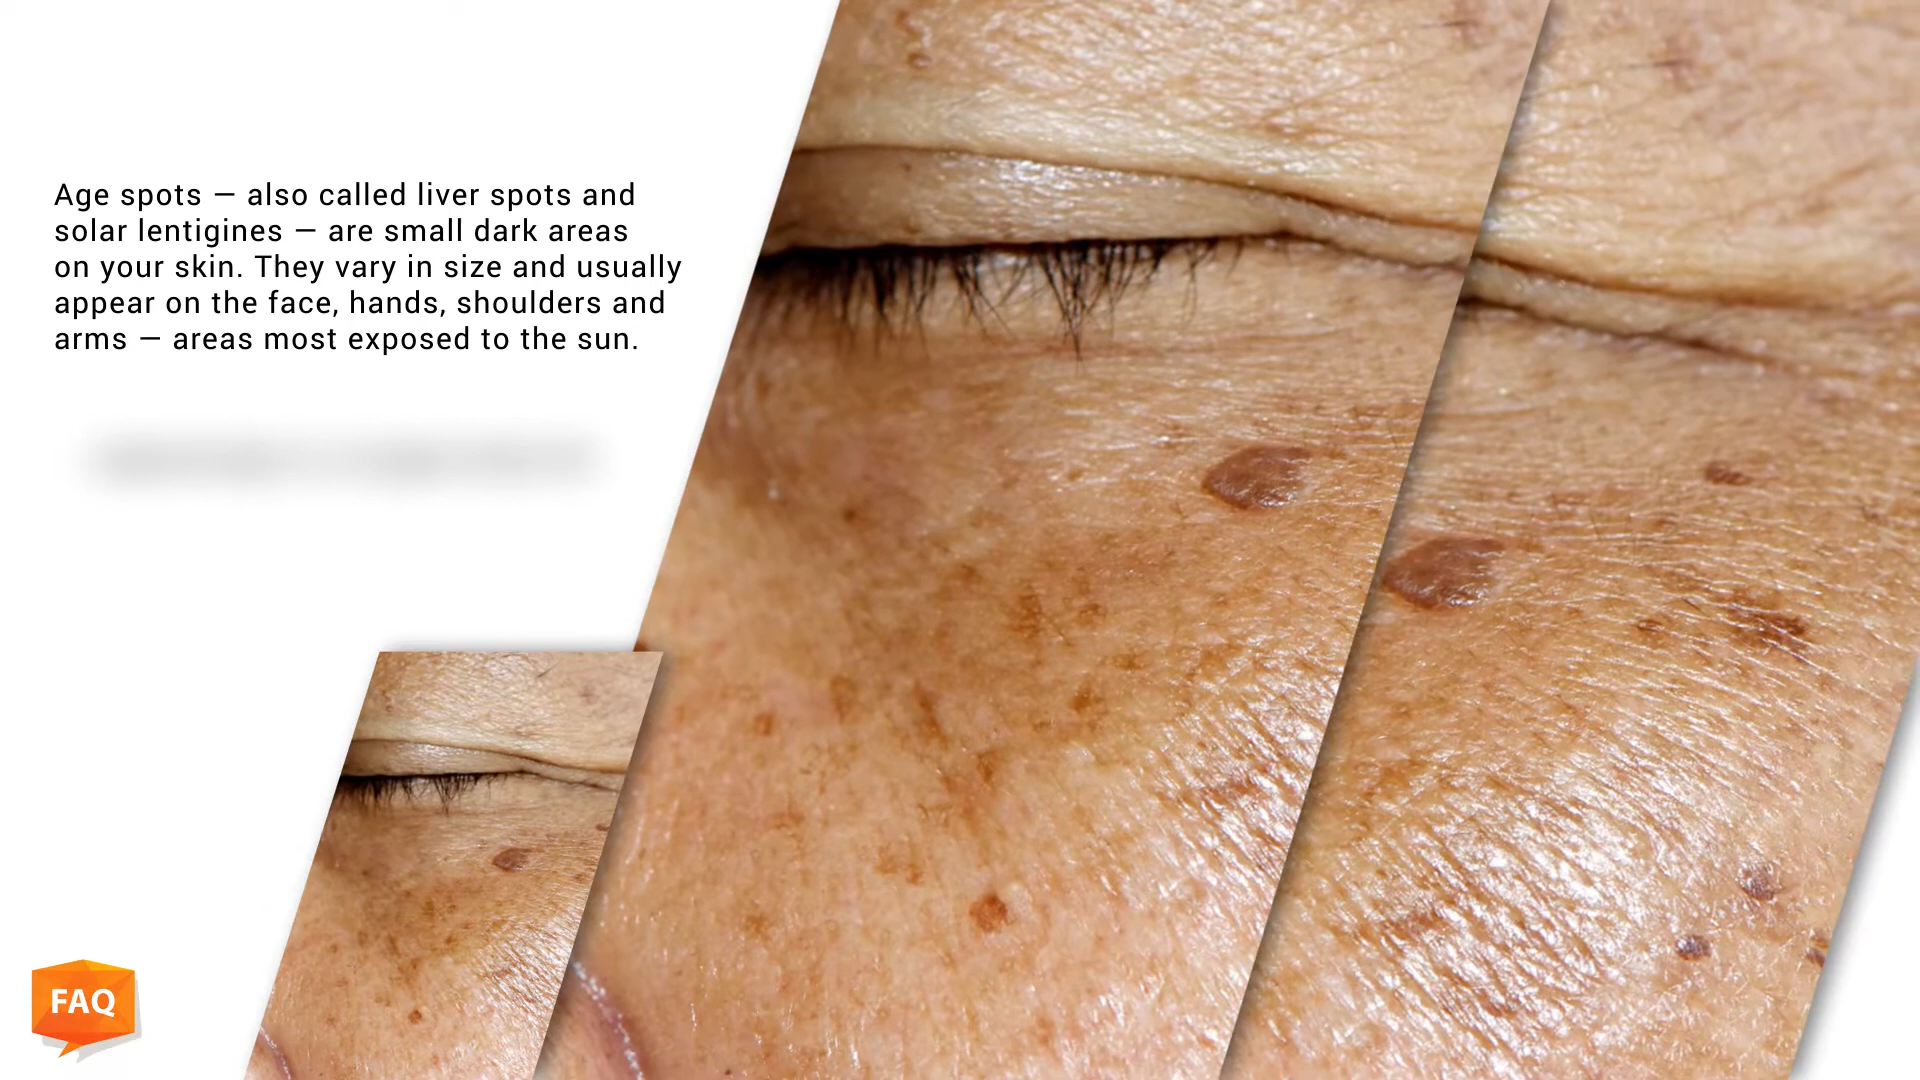 Age spots — also called liver spots and
solar lentigines — are small dark areas
on your skin. They vary in size and usually
appear on the face, hands, shoulders and
arms — areas most exposed to the sun.
FAQ